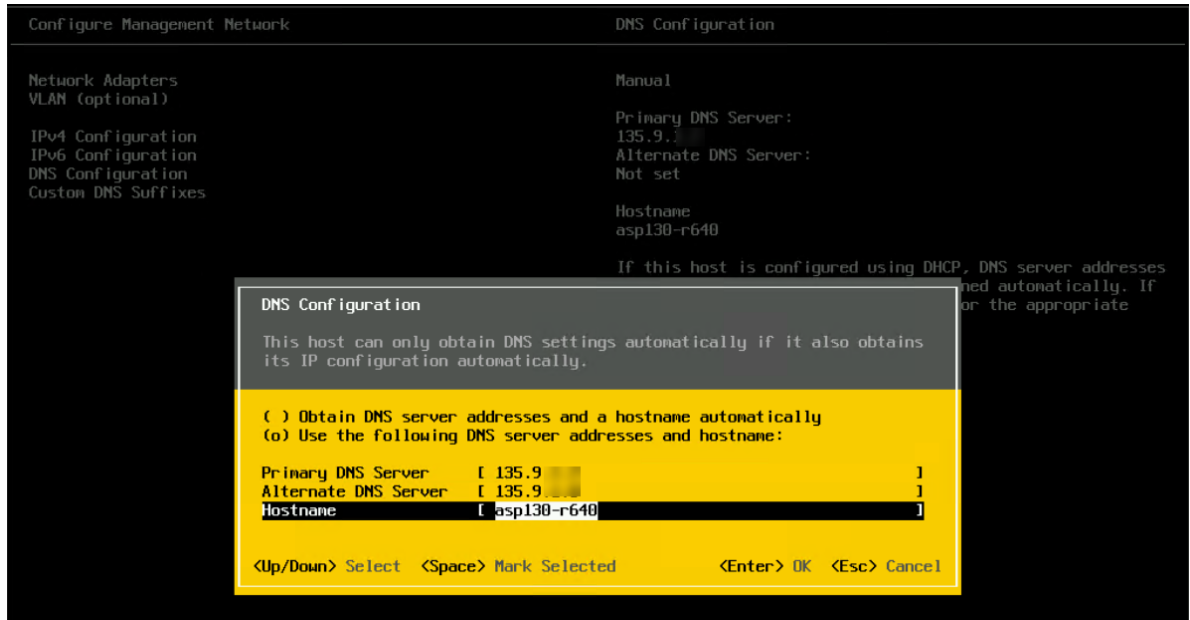 Configure Management Network
DNS Configuration
Network Adapters
VLAN (optional)
IPv4 Configuration
IPv6 Configuration
DNS Configuration
Custom DNS Suffixes
Manual
Primary DNS Server:
135.9.
Alternate DNS Server:
Not set
Hostname
asp130-r640
If this host is configured using DHCP, DNS server addresses
ned automatically. If
or the appropriate
DNS Configuration
This host can only obtain DNS settings automatically if it also obtains
its IP configuration automatically.
( ) Obtain DNS server addresses and a hostname automatically
(o) Use the following DNS server addresses and hostname:
Primary DNS Server [ 135.9 ]
Alternate DNS Server [ 135.9. ]
Hostname [ asp130-r640 ]
<Up/Down> Select <Space> Mark Selected <Enter> OK <Esc> Cancel